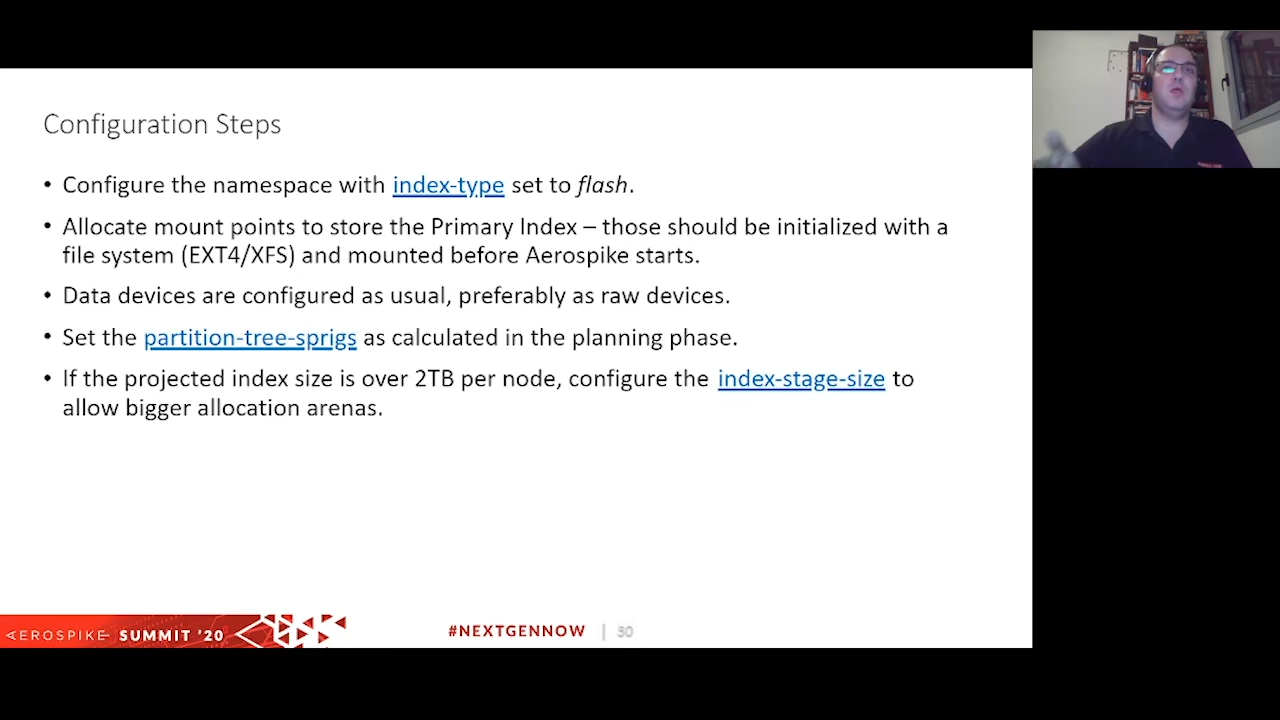 Configuration Steps
• Configure the namespace with index-type set to flash.
• Allocate mount points to store the Primary Index – those should be initialized with a
file system (EXT4/XFS) and mounted before Aerospike starts.
• Data devices are configured as usual, preferably as raw devices.
• Set the partition-tree-sprigs as calculated in the planning phase.
• If the projected index size is over 2TB per node, configure the index-stage-size to
allow bigger allocation arenas.
AEROSPIKE SUMMIT '20
#NEXTGENNOW | 30